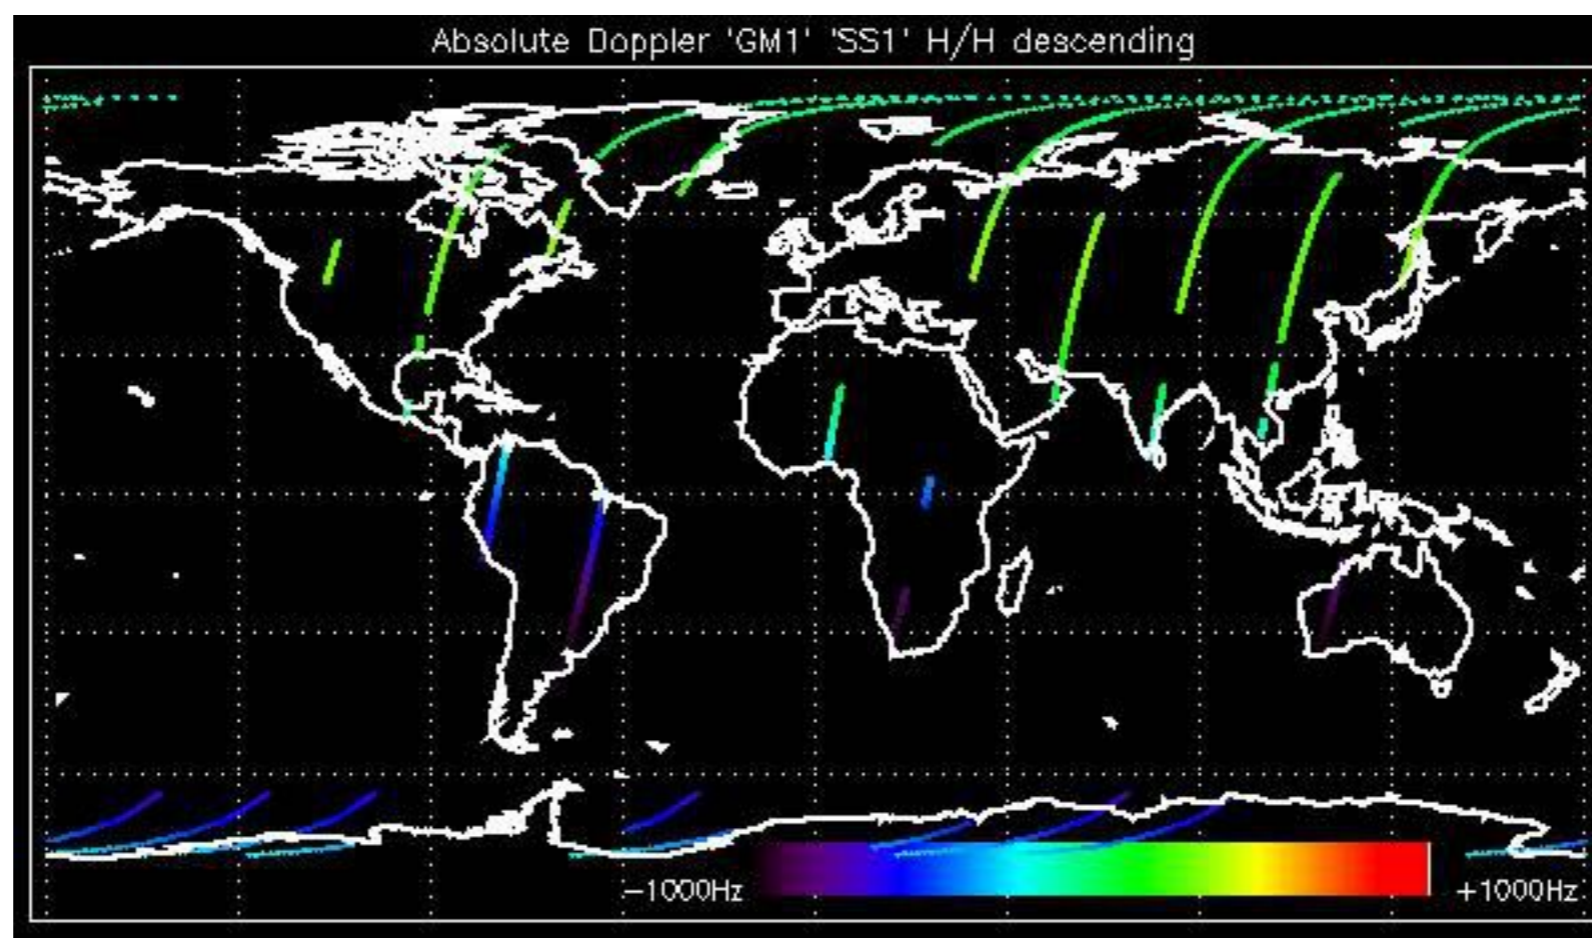 Absolute Doppler 'GM1' 'SS1' H/H descending
−1000Hz +1000Hz